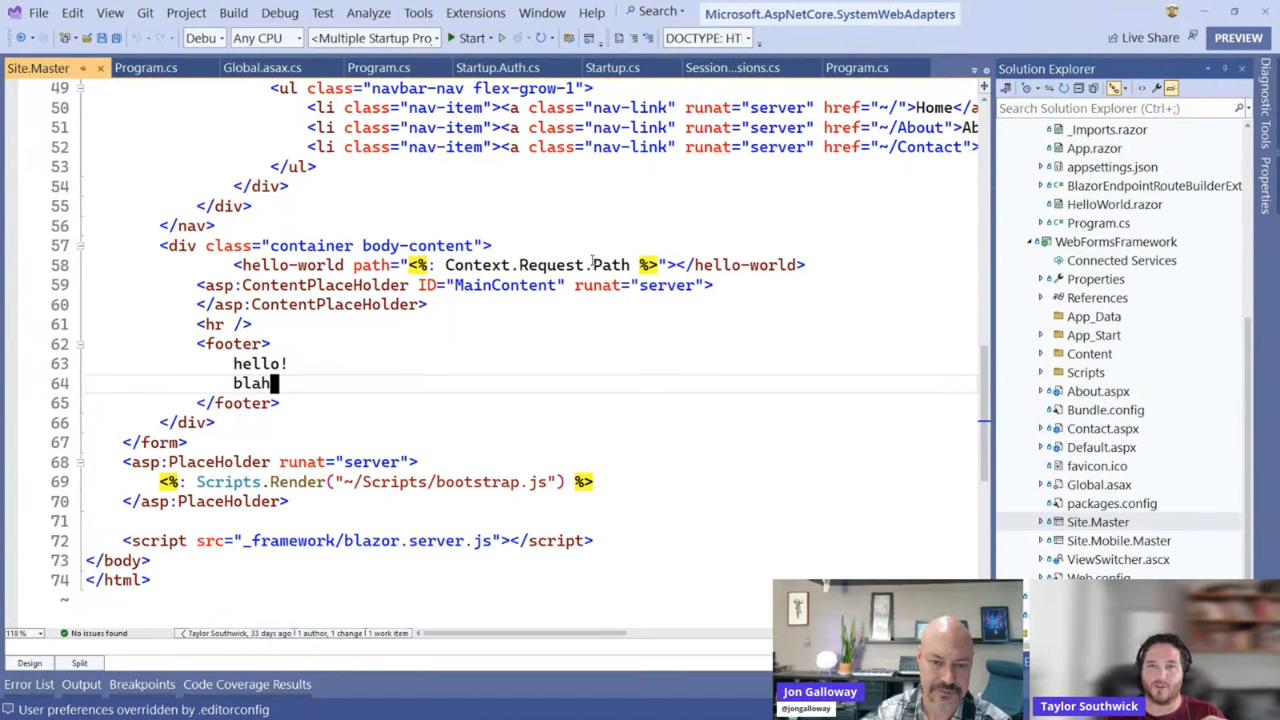 File Edit View Git Project Build Debug Test Analyze Tools Extensions Window Help Search Microsoft.AspNetCore.SystemWebAdapters
Debu Any CPU <Multiple Startup Pro Start DOCTYPE: HT Live Share PREVIEW
Site.Master Program.cs Global.asax.cs Program.cs Startup.Auth.cs Startup.cs Session...sions.cs Program.cs
49 <ul class="navbar-nav flex-grow-1">
50 <li class="nav-item"><a class="nav-link" runat="server" href="~/">Home</a
51 <li class="nav-item"><a class="nav-link" runat="server" href="~/About">Ab
52 <li class="nav-item"><a class="nav-link" runat="server" href="~/Contact">
53 </ul>
54 </div>
55 </div>
56 </nav>
57 <div class="container body-content">
58 <hello-world path="<%: Context.Request.Path %>"></hello-world>
59 <asp:ContentPlaceHolder ID="MainContent" runat="server">
60 </asp:ContentPlaceHolder>
61 <hr />
62 <footer>
63 hello!
64 blah
65 </footer>
66 </div>
67 </form>
68 <asp:PlaceHolder runat="server">
69 <%: Scripts.Render("~/Scripts/bootstrap.js") %>
70 </asp:PlaceHolder>
71
72 <script src="_framework/blazor.server.js"></script>
73 </body>
74 </html>
~
118 % No issues found Taylor Southwick, 33 days ago | 1 author, 1 change | 1 work item
Design Split
Error List Output Breakpoints Code Coverage Results
User preferences overridden by .editorconfig
Solution Explorer
Search Solution Explorer (Ctrl+;)
_Imports.razor
App.razor
appsettings.json
BlazorEndpointRouteBuilderExt
HelloWorld.razor
Program.cs
WebFormsFramework
Connected Services
Properties
References
App_Data
App_Start
Content
Scripts
About.aspx
Bundle.config
Contact.aspx
Default.aspx
favicon.ico
Global.asax
packages.config
Site.Master
Site.Mobile.Master
ViewSwitcher.ascx
Web.config
Diagnostic Tools
Properties
Jon Galloway
@jongalloway
Taylor Southwick